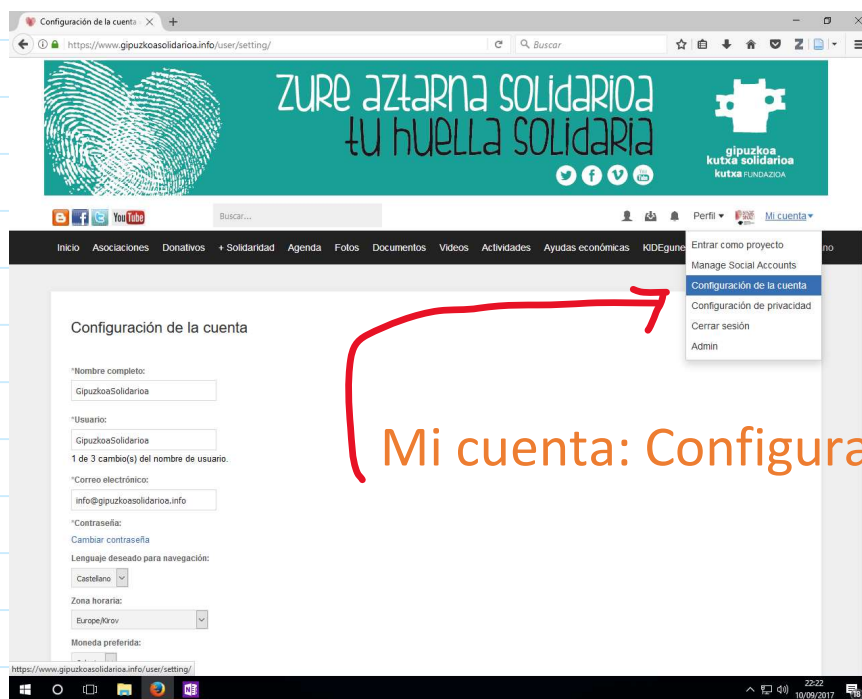 Configuración de la cuenta
https://www.gipuzkoasolidarioa.info/user/setting/
Buscar
zure aztarna solidarioa
tu huella solidaria
gipuzkoa
kutxa solidarioa
kutxa FUNDAZIOA
You Tube
Buscar...
Perfil
Mi cuenta
Inicio Asociaciones Donativos + Solidaridad Agenda Fotos Documentos Videos Actividades Ayudas económicas KIDEgune no
Entrar como proyecto
Manage Social Accounts
Configuración de la cuenta
Configuración de privacidad
Cerrar sesión
Admin
Configuración de la cuenta
*Nombre completo:
GipuzkoaSolidarioa
*Usuario:
GipuzkoaSolidarioa
1 de 3 cambio(s) del nombre de usuario.
Mi cuenta: Configura
*Correo electrónico:
info@gipuzkoasolidarioa.info
*Contraseña:
Cambiar contraseña
Lenguaje deseado para navegación:
Castellano
Zona horaria:
Europe/Kirov
Moneda preferida:
https://www.gipuzkoasolidarioa.info/user/setting/
22:22
10/09/2017